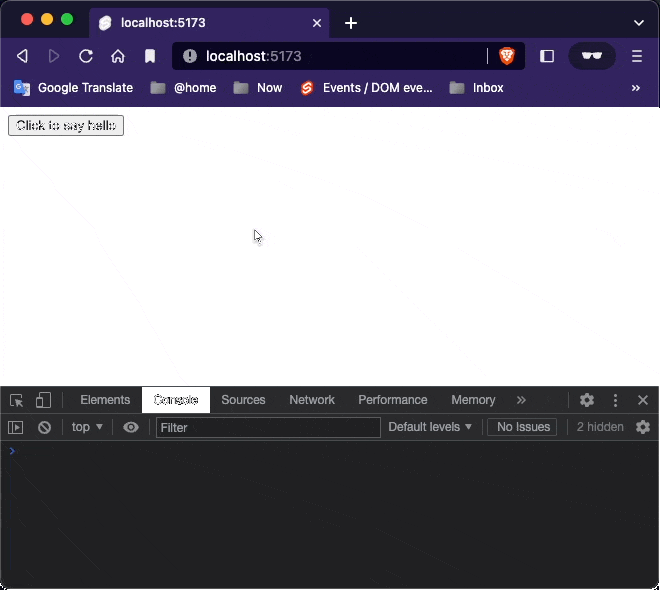 localhost:5173
localhost:5173
Google Translate @home Now Events / DOM eve... Inbox »
Click to say hello
Elements Console Sources Network Performance Memory »
top ▼ Filter Default levels ▼ No Issues 2 hidden
›